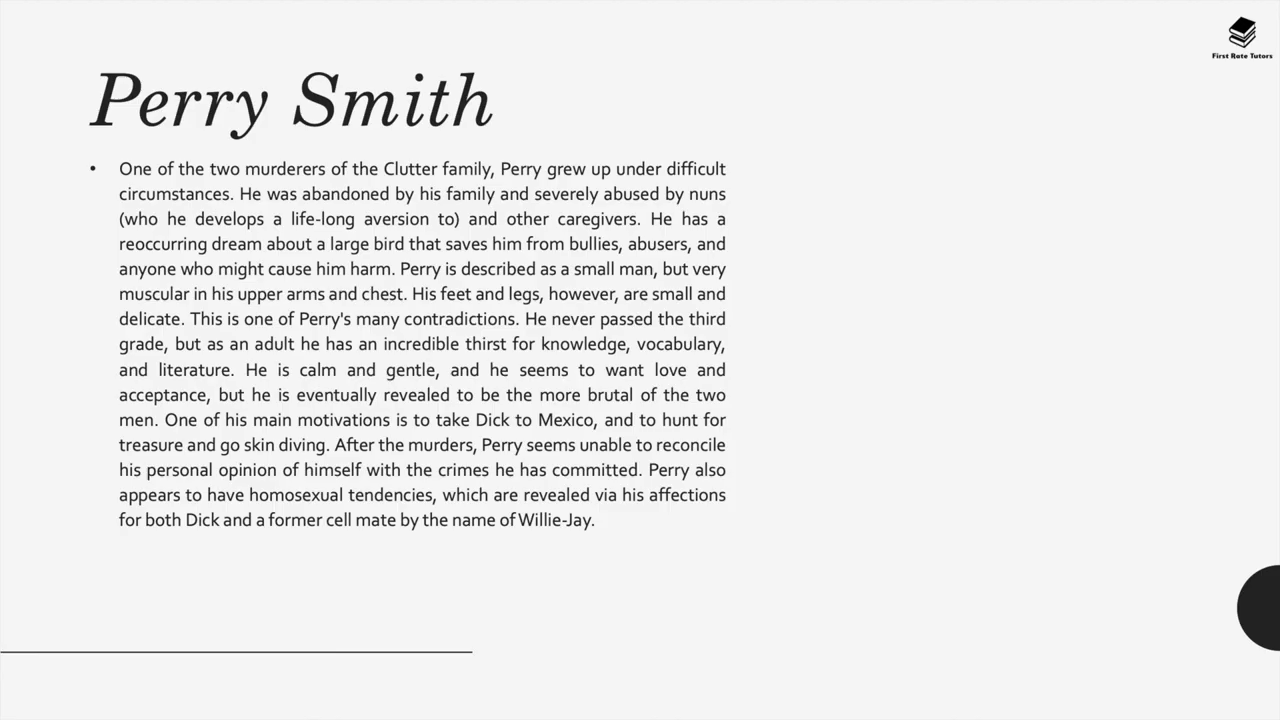 First Rate Tutors
Perry Smith
• One of the two murderers of the Clutter family, Perry grew up under difficult
circumstances. He was abandoned by his family and severely abused by nuns
(who he develops a life-long aversion to) and other caregivers. He has a
reoccurring dream about a large bird that saves him from bullies, abusers, and
anyone who might cause him harm. Perry is described as a small man, but very
muscular in his upper arms and chest. His feet and legs, however, are small and
delicate. This is one of Perry's many contradictions. He never passed the third
grade, but as an adult he has an incredible thirst for knowledge, vocabulary,
and literature. He is calm and gentle, and he seems to want love and
acceptance, but he is eventually revealed to be the more brutal of the two
men. One of his main motivations is to take Dick to Mexico, and to hunt for
treasure and go skin diving. After the murders, Perry seems unable to reconcile
his personal opinion of himself with the crimes he has committed. Perry also
appears to have homosexual tendencies, which are revealed via his affections
for both Dick and a former cell mate by the name of Willie-Jay.